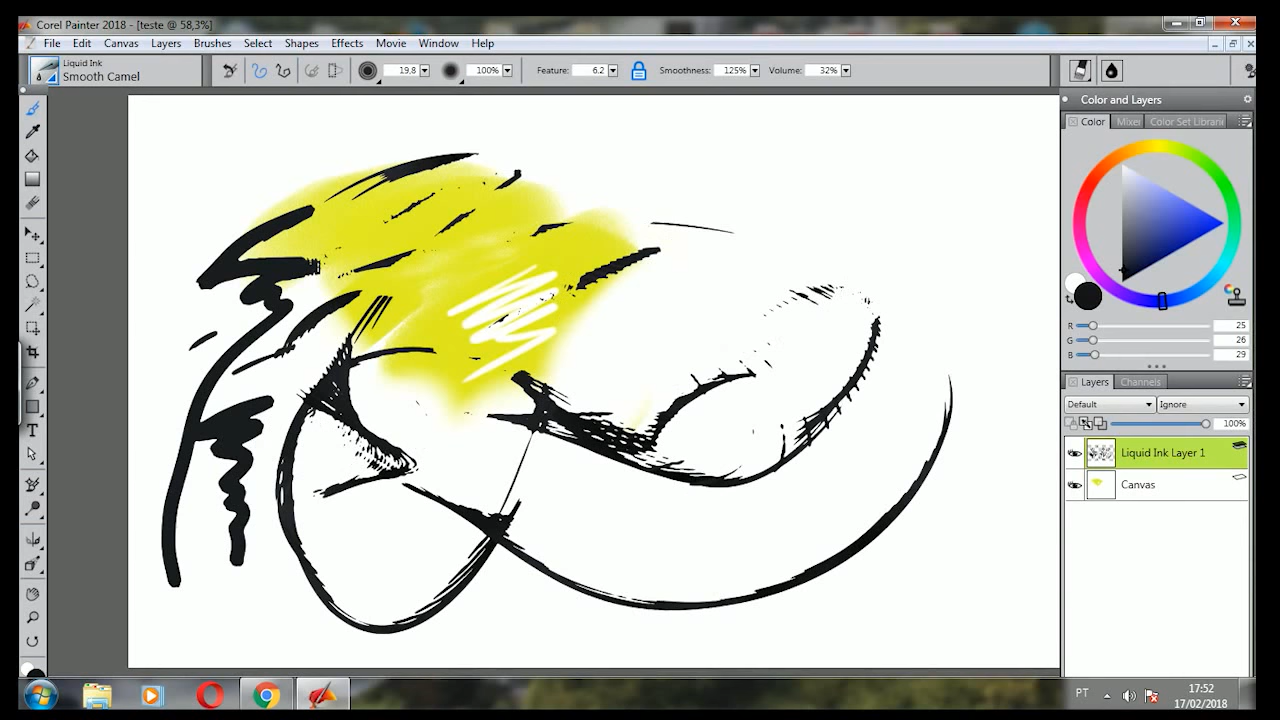 Corel Painter 2018 - [teste @ 58,3%]
File Edit Canvas Layers Brushes Select Shapes Effects Movie Window Help
Liquid Ink
Smooth Camel
19,8 100% Feature: 6.2 Smoothness: 125% Volume: 32%
Color and Layers
Color Mixer Color Set Librari
R 25
G 26
B 29
Layers Channels
Default Ignore
100%
Liquid Ink Layer 1
Canvas
T
PT
17:52
17/02/2018